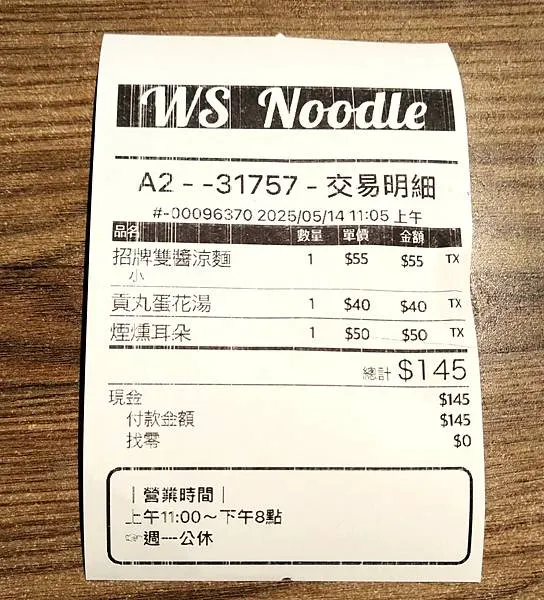 WS Noodle
A2 - -31757 - 交易明細
#-00096370 2025/05/14 11:05 上午
品名 數量 單價 金額
招牌雙醬涼麵 1 $55 $55 TX
小
貢丸蛋花湯 1 $40 $40 TX
煙燻耳朵 1 $50 $50 TX
總計 $145
現金 $145
付款金額 $145
找零 $0
｜營業時間｜
上午11:00～下午8點
☞週一公休